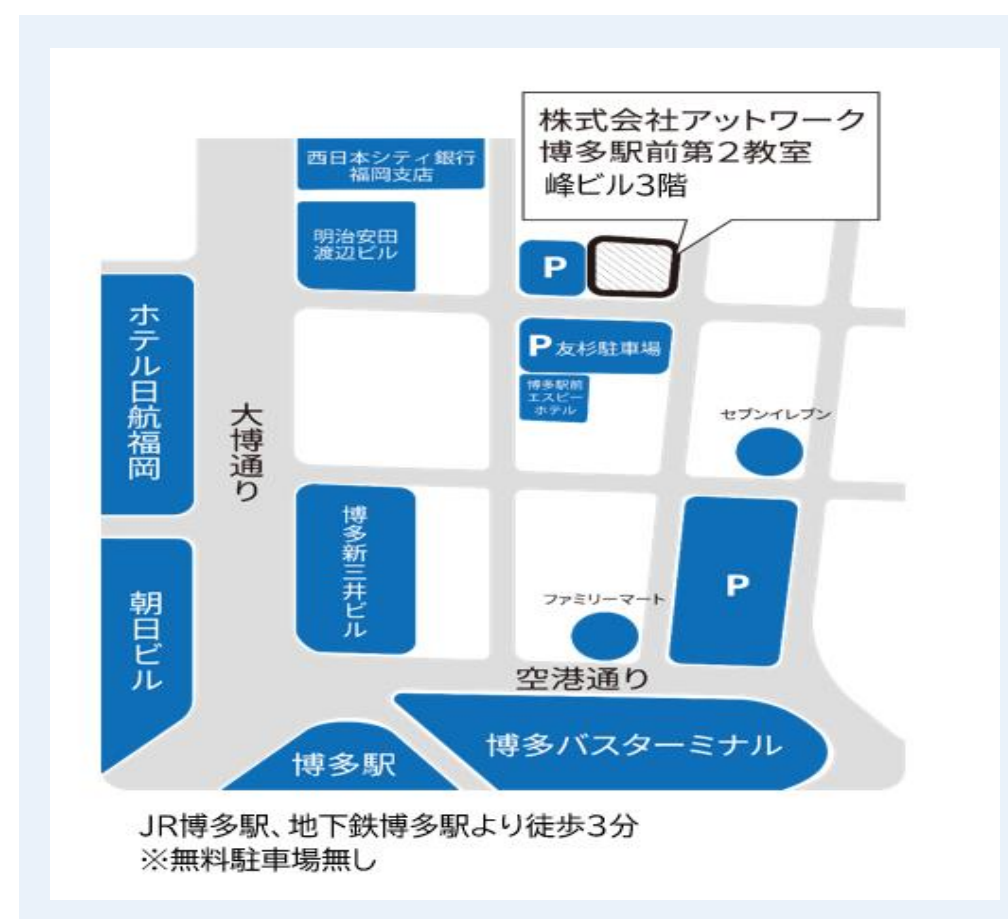 株式会社アットワーク
博多駅前第2教室
峰ビル3階
西日本シティ銀行
福岡支店
明治安田
渡辺ビル
P
P友杉駐車場
博多駅前
エスピー
ホテル
ホテル日航福岡
大博通り
セブンイレブン
博多新三井ビル
P
朝日ビル
ファミリーマート
空港通り
博多バスターミナル
博多駅
JR博多駅、地下鉄博多駅より徒歩3分
※無料駐車場無し